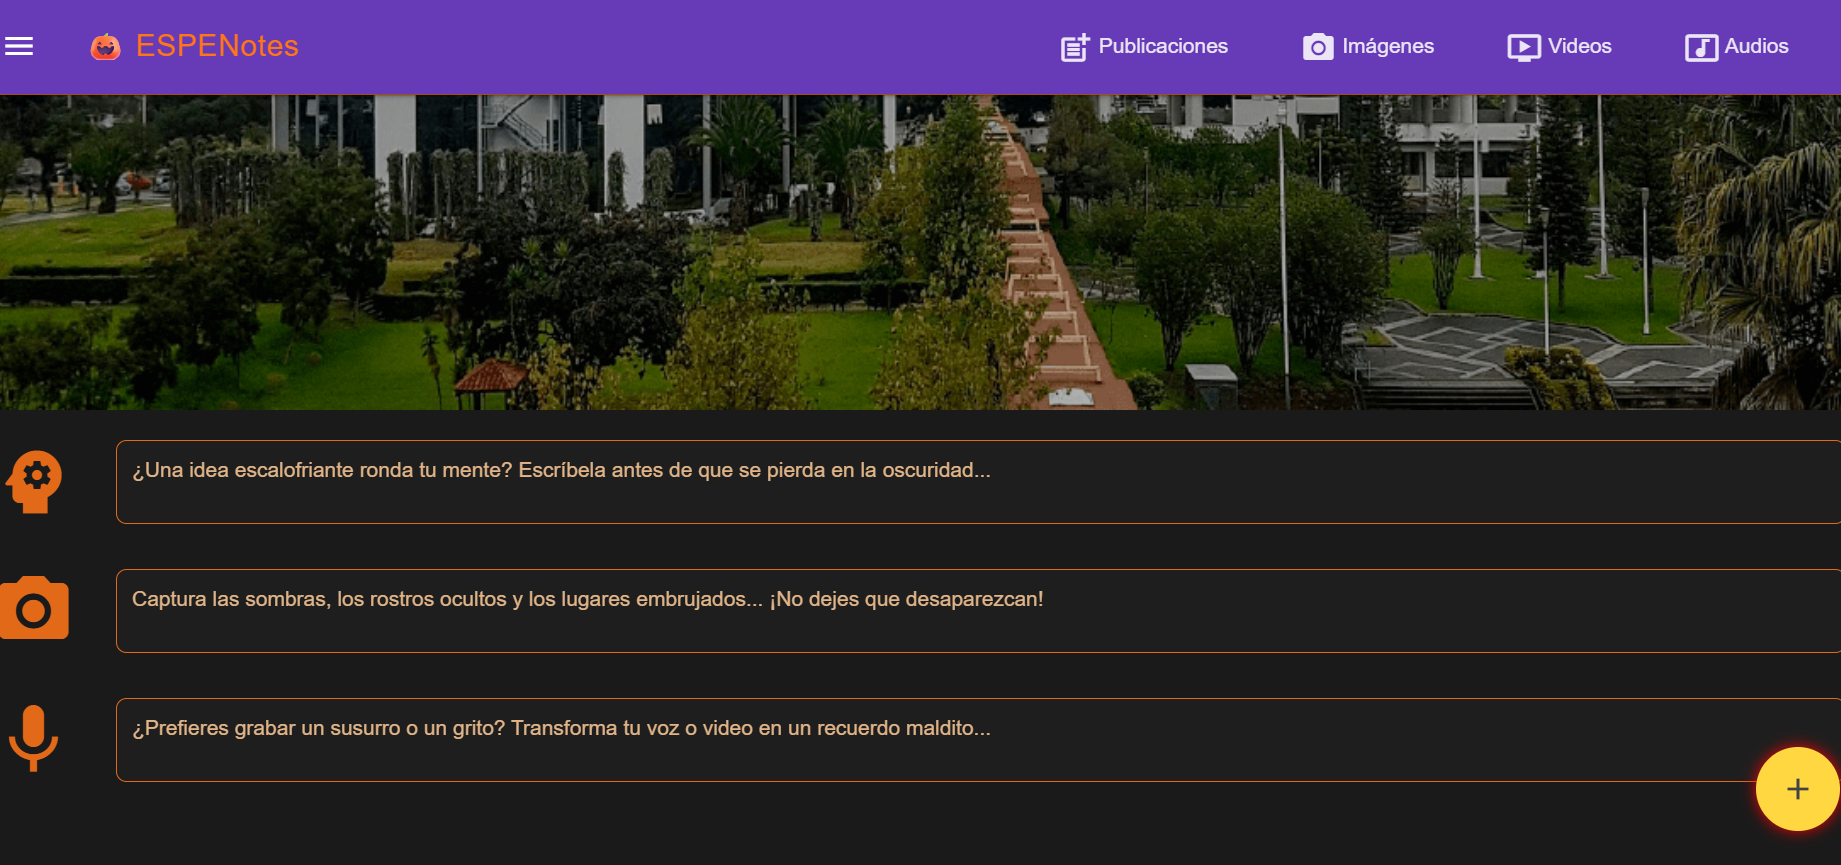 ESPENotes
Publicaciones
Imágenes
Videos
Audios
¿Una idea escalofriante ronda tu mente? Escríbela antes de que se pierda en la oscuridad...
Captura las sombras, los rostros ocultos y los lugares embrujados... ¡No dejes que desaparezcan!
¿Prefieres grabar un susurro o un grito? Transforma tu voz o video en un recuerdo maldito...